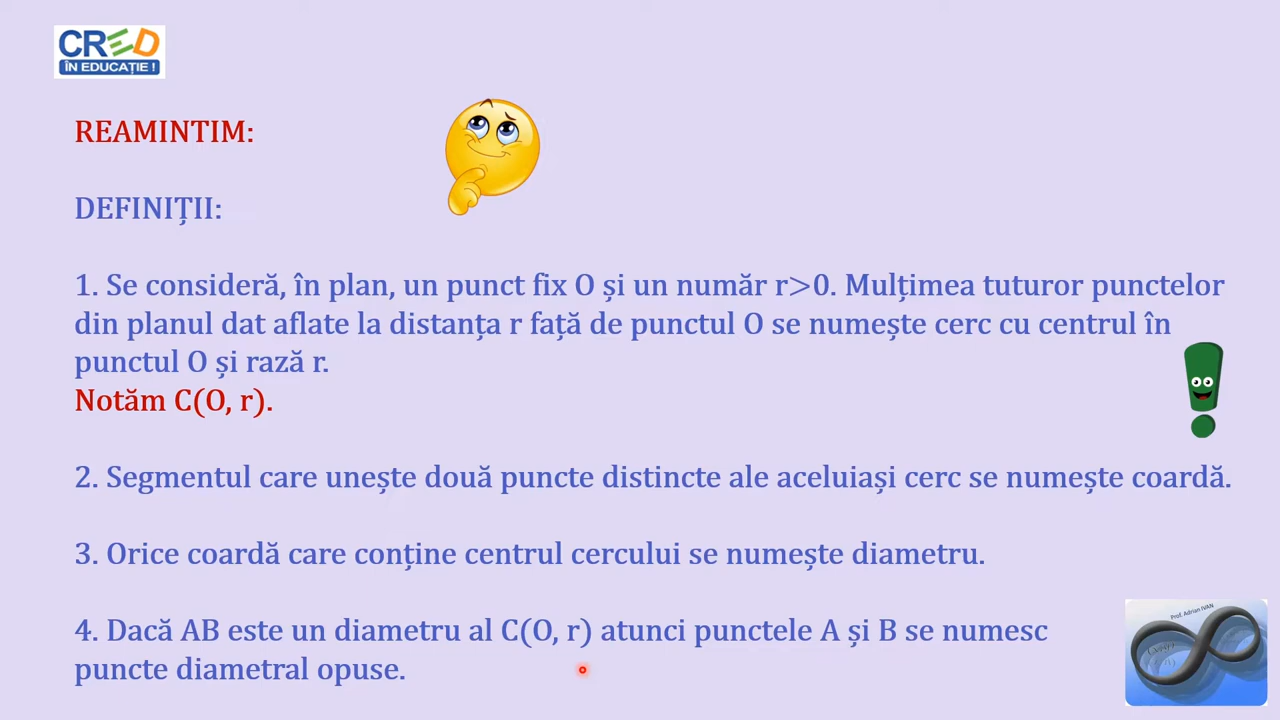 CRED
ÎN EDUCAȚIE !
REAMINTIM:
DEFINIȚII:
1. Se consideră, în plan, un punct fix O și un număr r>0. Mulțimea tuturor punctelor
din planul dat aflate la distanța r față de punctul O se numește cerc cu centrul în
punctul O și rază r.
Notăm C(O, r).
2. Segmentul care unește două puncte distincte ale aceluiași cerc se numește coardă.
3. Orice coardă care conține centrul cercului se numește diametru.
4. Dacă AB este un diametru al C(O, r) atunci punctele A și B se numesc
puncte diametral opuse.
Prof. Adrian IVAN